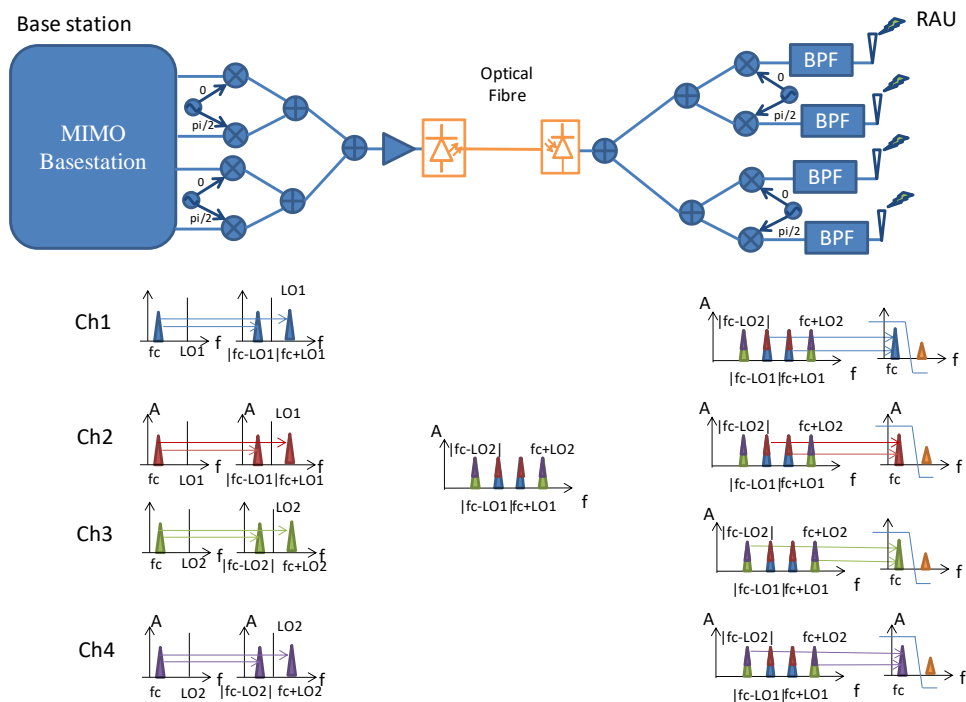 Base station
RAU
MIMO
Basestation
0
pi/2
0
pi/2
Optical
Fibre
0
pi/2
0
pi/2
BPF
BPF
BPF
BPF
Ch1
fc LO1 f
LO1
|fc-LO1| fc+LO1 f
A
|fc-LO2| fc+LO2
|fc-LO1| fc+LO1 f
fc f
Ch2
A
fc LO1 f
A LO1
|fc-LO1| fc+LO1 f
A
|fc-LO2| fc+LO2
|fc-LO1| fc+LO1 f
A
|fc-LO2| fc+LO2
|fc-LO1| fc+LO1 f
A
fc f
Ch3
fc LO2 f
LO2
|fc-LO2| fc+LO2 f
A
|fc-LO2| fc+LO2
|fc-LO1| fc+LO1 f
fc f
Ch4
A
fc LO2 f
A LO2
|fc-LO2| fc+LO2 f
A
|fc-LO2| fc+LO2
|fc-LO1| fc+LO1 f
A
fc f